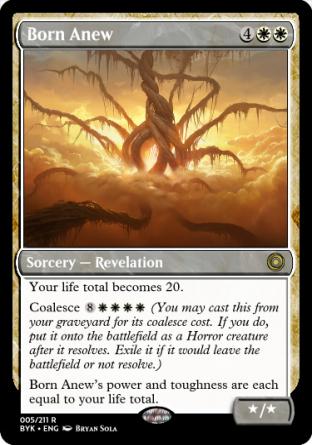 Born Anew 4
Sorcery — Revelation
Your life total becomes 20.
Coalesce 8 (You may cast this from
your graveyard for its coalesce cost. If you do,
put it onto the battlefield as a Horror creature
after it resolves. Exile it if it would leave the
battlefield or not resolve.)
Born Anew's power and toughness are each
equal to your life total.
*/*
005/211 R
BYK • ENG Bryan Sola